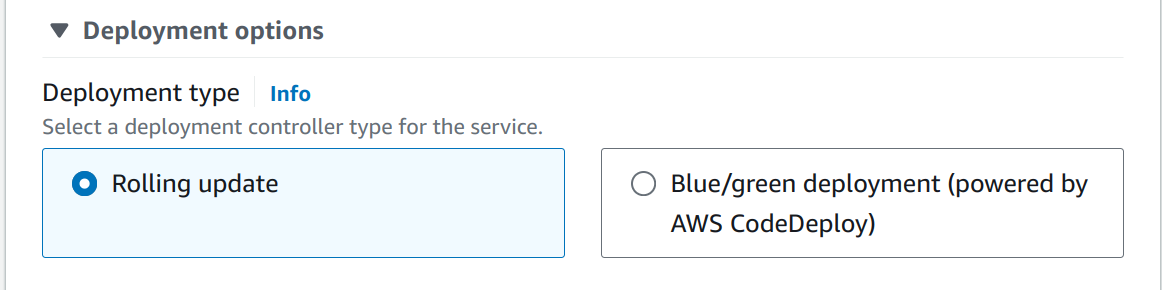 Deployment options
Deployment type Info
Select a deployment controller type for the service.
Rolling update
Blue/green deployment (powered by
AWS CodeDeploy)